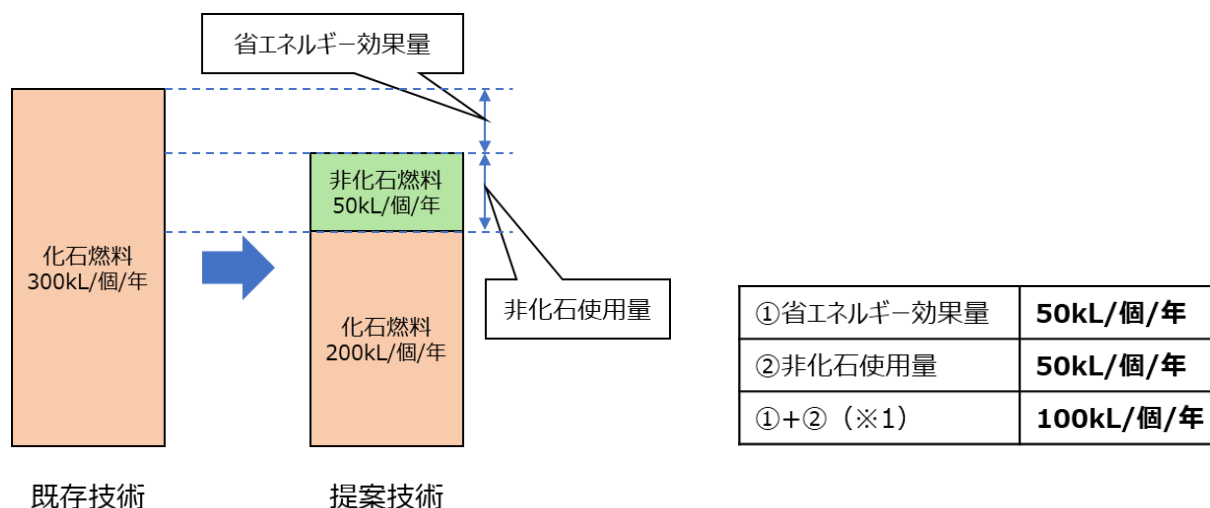 省エネルギー効果量
非化石燃料
50kL/個/年
化石燃料
300kL/個/年
非化石使用量
化石燃料
200kL/個/年
既存技術
提案技術
①省エネルギー効果量 50kL/個/年
②非化石使用量 50kL/個/年
①+②（※1） 100kL/個/年